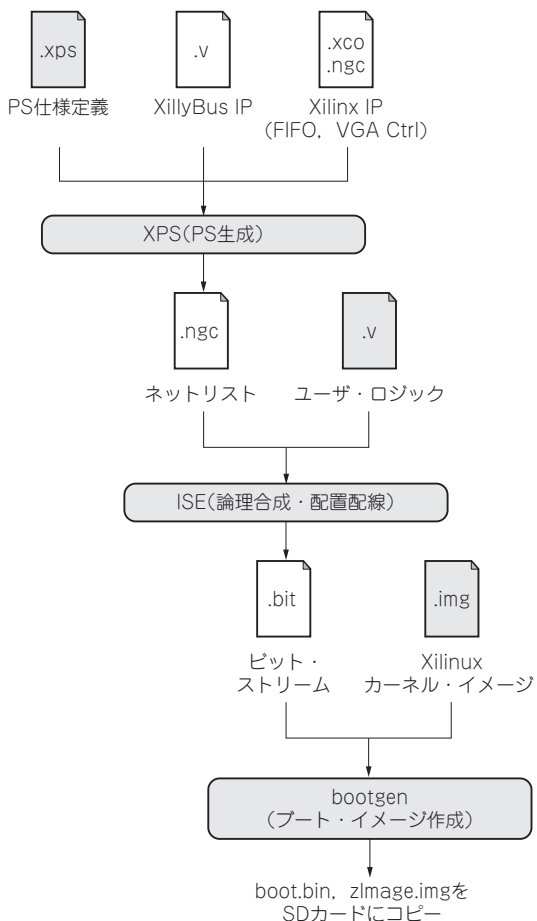 .xps
.v
.xco
.ngc
PS仕様定義
XillyBus IP
Xilinx IP
(FIFO，VGA Ctrl)
XPS(PS生成)
.ngc
.v
ネットリスト
ユーザ・ロジック
ISE(論理合成・配置配線)
.bit
.img
ビット・
ストリーム
Xilinux
カーネル・イメージ
bootgen
(ブート・イメージ作成)
boot.bin，zImage.imgを
SDカードにコピー